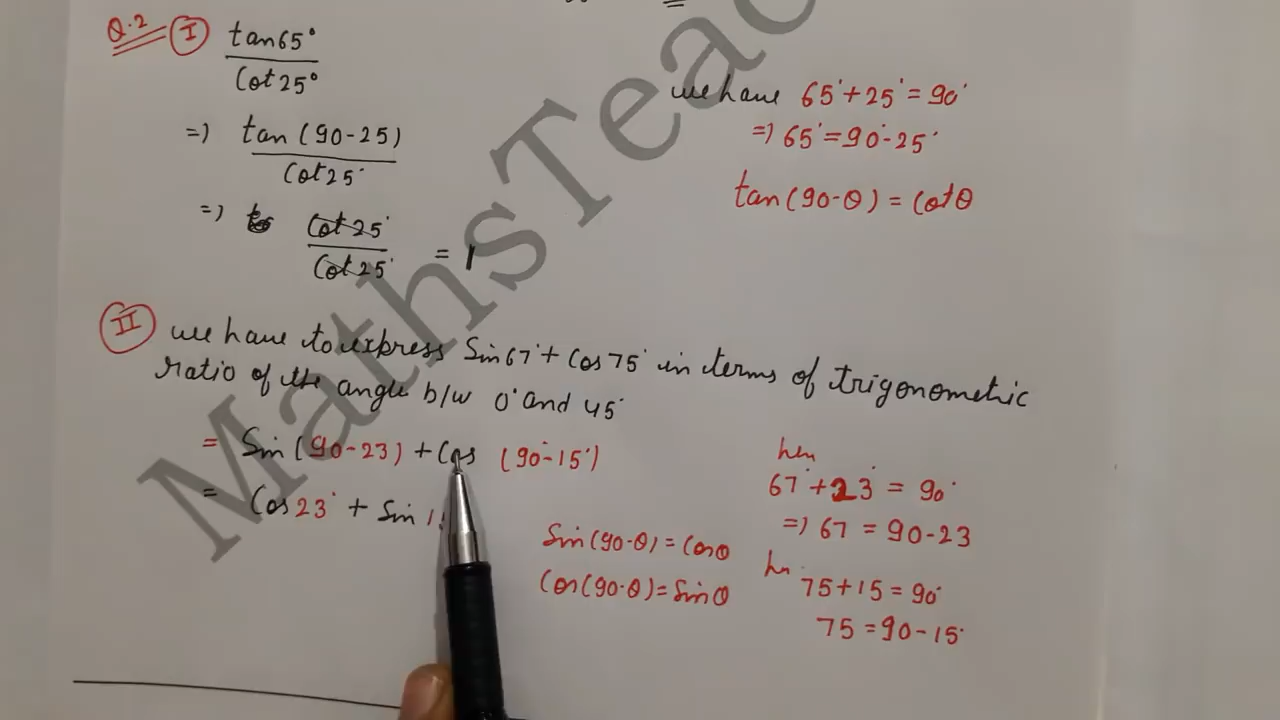 Q.2 I tan65°
Cot25°
=) tan (90-25)
Cot25°
=) Cot25°
Cot25° = 1
we have 65°+25°=90°
=) 65°=90°-25°
tan(90-θ) = Cotθ
II we have to express Sin67°+ Cos75° in terms of trigonometric
ratio of the angle b/w 0° and 45°
= Sin(90-23) + Cos (90°-15°)
= Cos23° + Sin 1
Sin(90-θ)=Cosθ
Cos(90-θ)=Sinθ
67°+23° = 90°
=) 67 = 90-23
75+15=90°
75=90-15°
MathsTeac